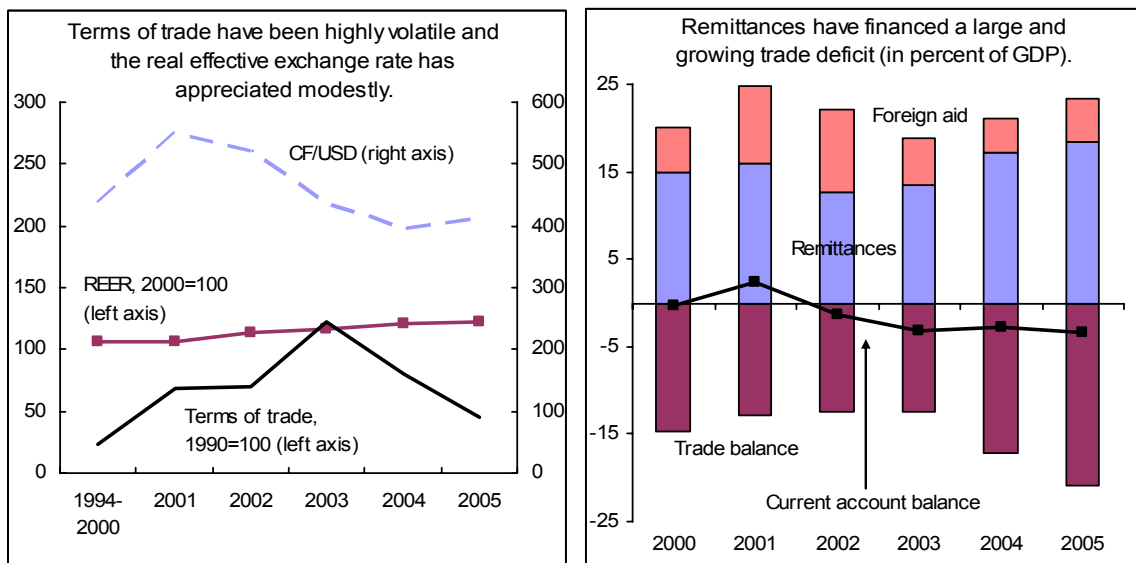 Terms of trade have been highly volatile and
the real effective exchange rate has
appreciated modestly.
300
250
200
150
100
50
0
600
500
400
300
200
100
0
CF/USD (right axis)
REER, 2000=100
(left axis)
Terms of trade,
1990=100 (left axis)
1994-
2000
2001
2002
2003
2004
2005
Remittances have financed a large and
growing trade deficit (in percent of GDP).
25
15
5
-5
-15
-25
Foreign aid
Remittances
Trade balance
Current account balance
2000
2001
2002
2003
2004
2005